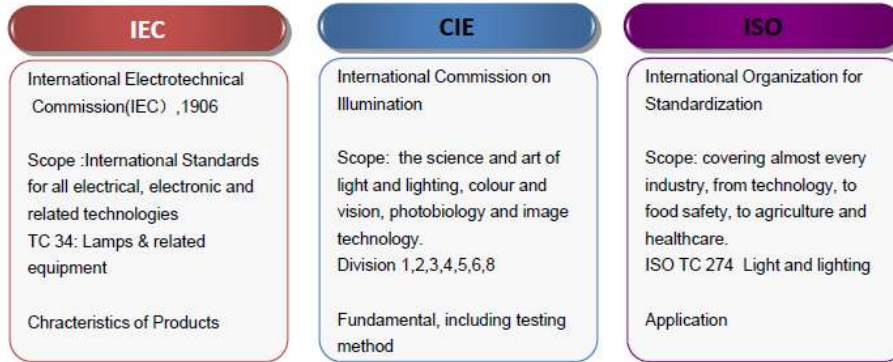 IEC
International Electrotechnical
Commission(IEC）,1906
Scope :International Standards
for all electrical, electronic and
related technologies
TC 34: Lamps & related
equipment
Chracteristics of Products
CIE
International Commission on
Illumination
Scope: the science and art of
light and lighting, colour and
vision, photobiology and image
technology.
Division 1,2,3,4,5,6,8
Fundamental, including testing
method
ISO
International Organization for
Standardization
Scope: covering almost every
industry, from technology, to
food safety, to agriculture and
healthcare.
ISO TC 274 Light and lighting
Application